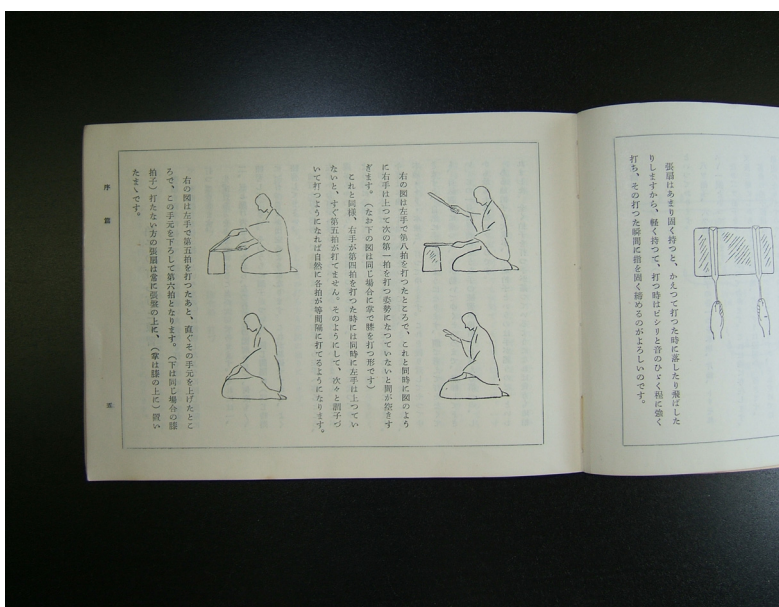 張扇はあまり固く持つと、かえつて打つた時に落したり飛ばした
りしますから、軽く持つて、打つ時はピシリと音のひゞく程に強く
打ち、その打つた瞬間に指を固く締めるのがよろしいのです。
右の図は左手で第八拍を打つたところで、これと同時に図のよう
に右手は上つて次の第一拍を打つ姿勢になつていないと間が抜きす
ぎます。(なお下の図は同じ場合に掌で膝を打つ形です)
これと同様、右手が第四拍を打つた時には同時に左手は上つてい
ないと、すぐ第五拍が打てません。そのようにして、次々と調子づ
いて打つようになれば自然に各拍が等間隔に打てるようになります。
右の図は左手で第五拍を打つたあと、直ぐその手元を上げたとこ
ろで、この手元を下ろして第六拍となります。(下は同じ場合の膝
拍子)打たない方の張扇は常に張盤の上に、(掌は膝の上に)置い
たまゝです。
序